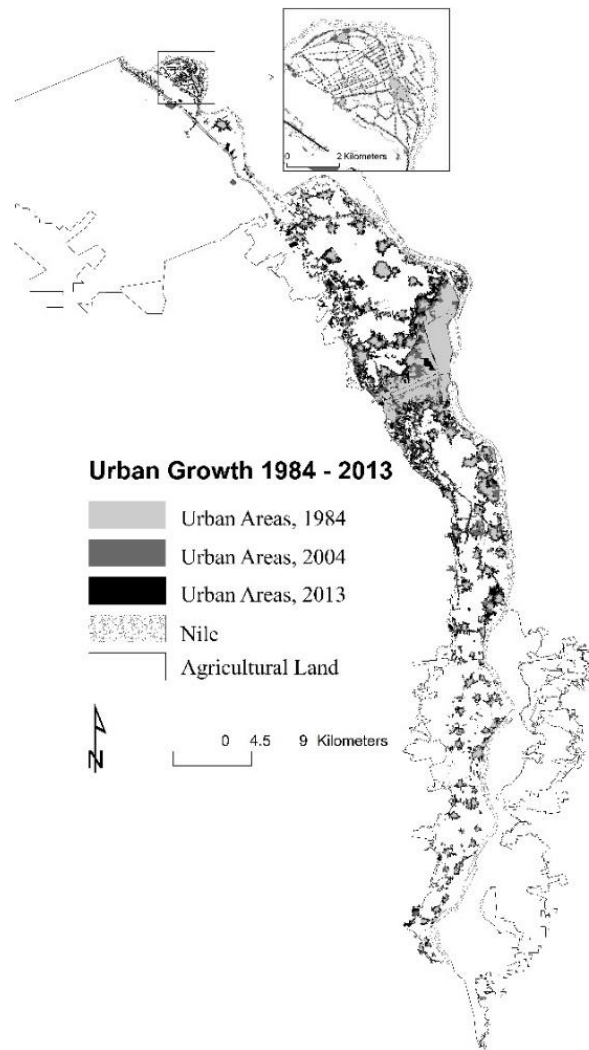 0 2 Kilometers
Urban Growth 1984 - 2013
Urban Areas, 1984
Urban Areas, 2004
Urban Areas, 2013
Nile
Agricultural Land
0 4.5 9 Kilometers
N